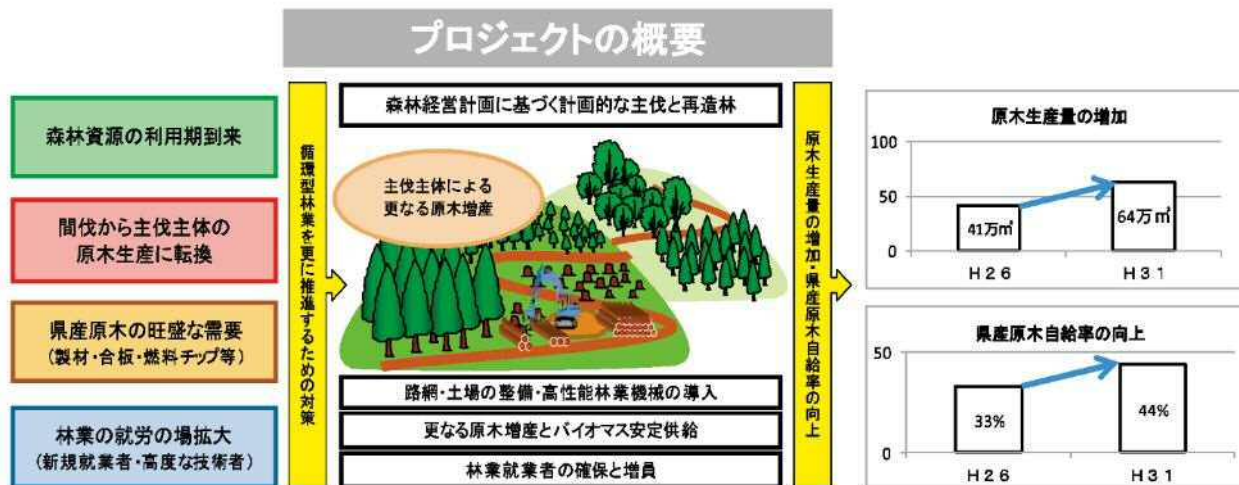 プロジェクトの概要
森林資源の利用期到来
間伐から主伐主体の
原木生産に転換
県産原木の旺盛な需要
(製材・合板・燃料チップ等)
林業の就労の場拡大
(新規就業者・高度な技術者)
循環型林業を更に推進するための対策
森林経営計画に基づく計画的な主伐と再造林
主伐主体による
更なる原木増産
路網・土場の整備・高性能林業機械の導入
更なる原木増産とバイオマス安定供給
林業就業者の確保と増員
原木生産量の増加・県産原木自給率の向上
原木生産量の増加
100
50
0
41万㎥
64万㎥
H26
H31
県産原木自給率の向上
50
0
33%
44%
H26
H31